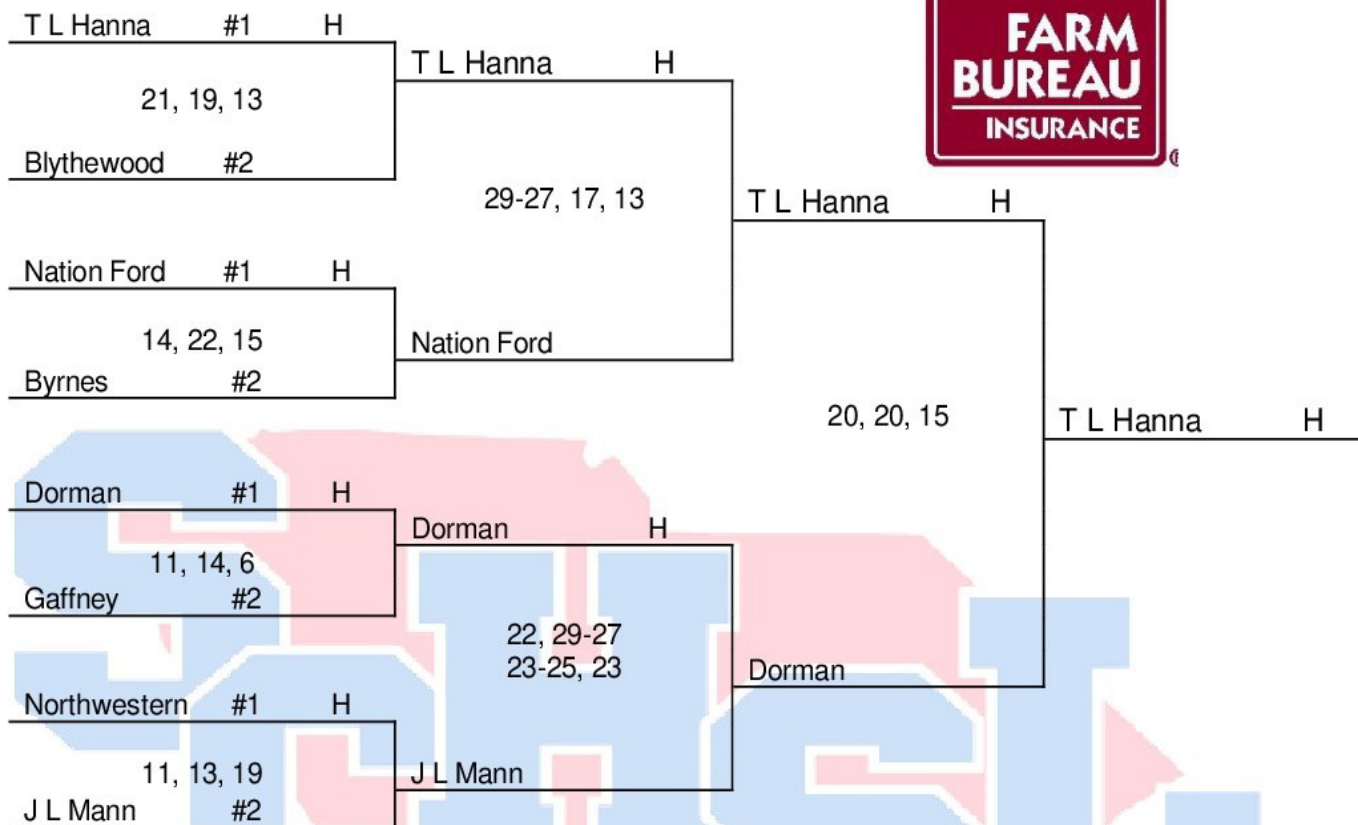 T L Hanna #1 H
21, 19, 13
Blythewood #2
T L Hanna H
29-27, 17, 13
Nation Ford #1 H
14, 22, 15
Byrnes #2
Nation Ford
T L Hanna H
20, 20, 15
Dorman #1 H
11, 14, 6
Gaffney #2
Dorman H
22, 29-27
23-25, 23
Northwestern #1 H
11, 13, 19
J L Mann #2
J L Mann
Dorman
T L Hanna H
FARM
BUREAU
INSURANCE
®
SCHSL